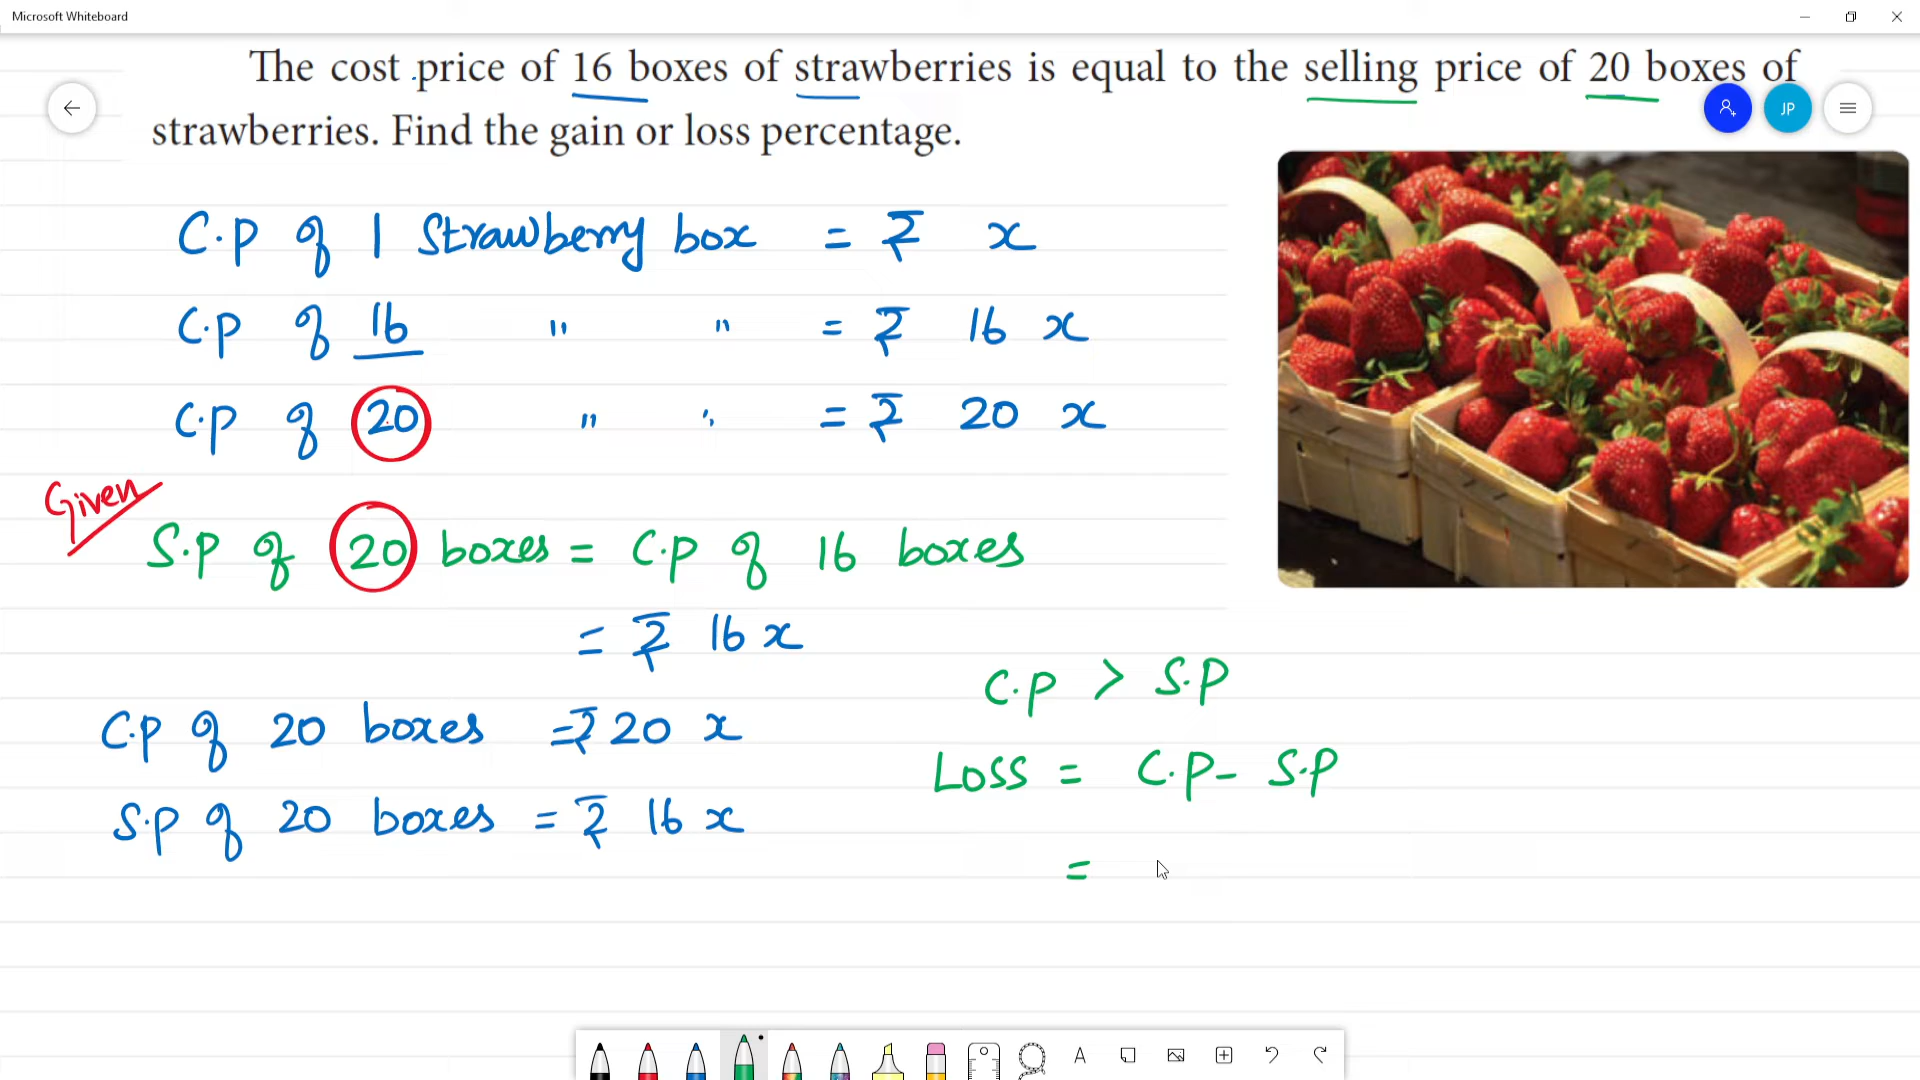 Microsoft Whiteboard
The cost price of 16 boxes of strawberries is equal to the selling price of 20 boxes of
strawberries. Find the gain or loss percentage.
JP
C.p of 1 Strawberry box = ₹ x
C.p of 16 " " = ₹ 16 x
C.p of 20 " " = ₹ 20 x
Given
S.p of 20 boxes = C.p of 16 boxes
= ₹ 16 x
C.p > S.P
C.p of 20 boxes = ₹ 20 x
Loss = C.P - S.P
S.p of 20 boxes = ₹ 16 x
=
A